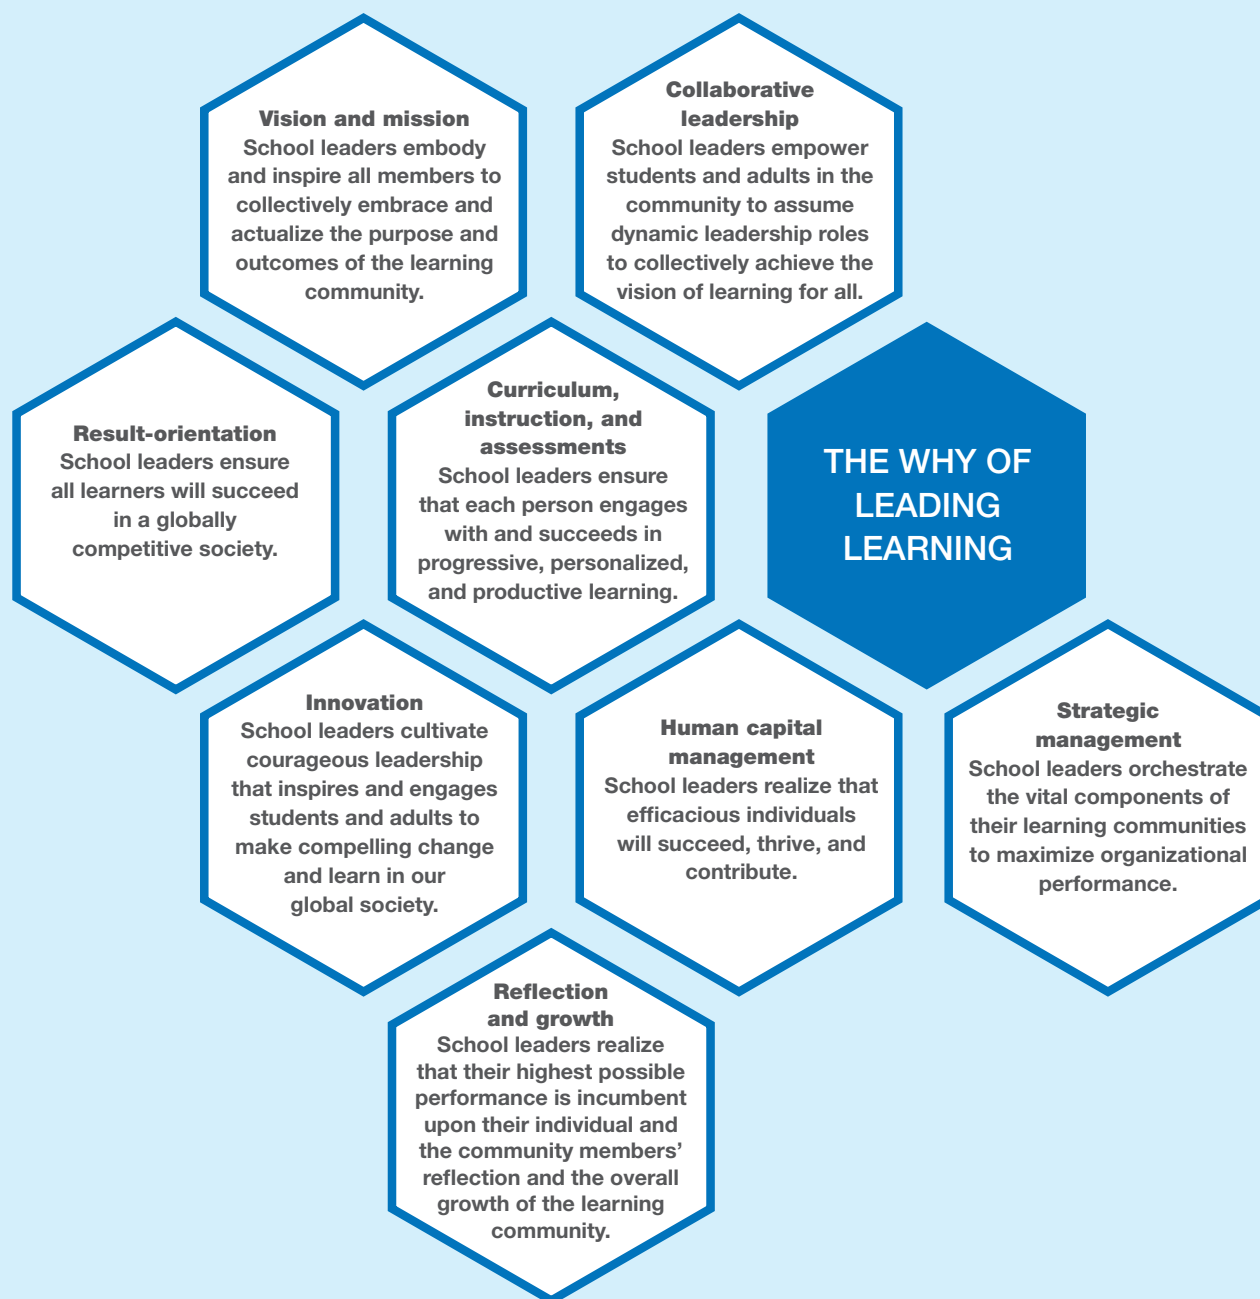 Vision and mission
School leaders embody
and inspire all members to
collectively embrace and
actualize the purpose and
outcomes of the learning
community.
Collaborative
leadership
School leaders empower
students and adults in the
community to assume
dynamic leadership roles
to collectively achieve the
vision of learning for all.
Result-orientation
School leaders ensure
all learners will succeed
in a globally
competitive society.
Curriculum,
instruction, and
assessments
School leaders ensure
that each person engages
with and succeeds in
progressive, personalized,
and productive learning.
THE WHY OF
LEADING
LEARNING
Innovation
School leaders cultivate
courageous leadership
that inspires and engages
students and adults to
make compelling change
and learn in our
global society.
Human capital
management
School leaders realize that
efficacious individuals
will succeed, thrive, and
contribute.
Strategic
management
School leaders orchestrate
the vital components of
their learning communities
to maximize organizational
performance.
Reflection
and growth
School leaders realize
that their highest possible
performance is incumbent
upon their individual and
the community members’
reflection and the overall
growth of the learning
community.